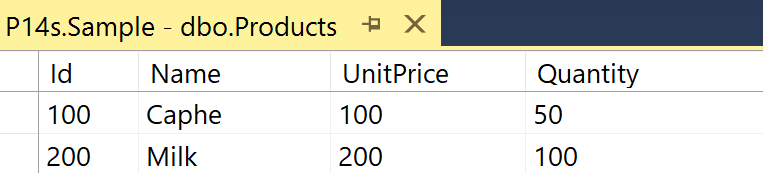 P14s.Sample - dbo.Products
Id Name UnitPrice Quantity
100 Caphe 100 50
200 Milk 200 100